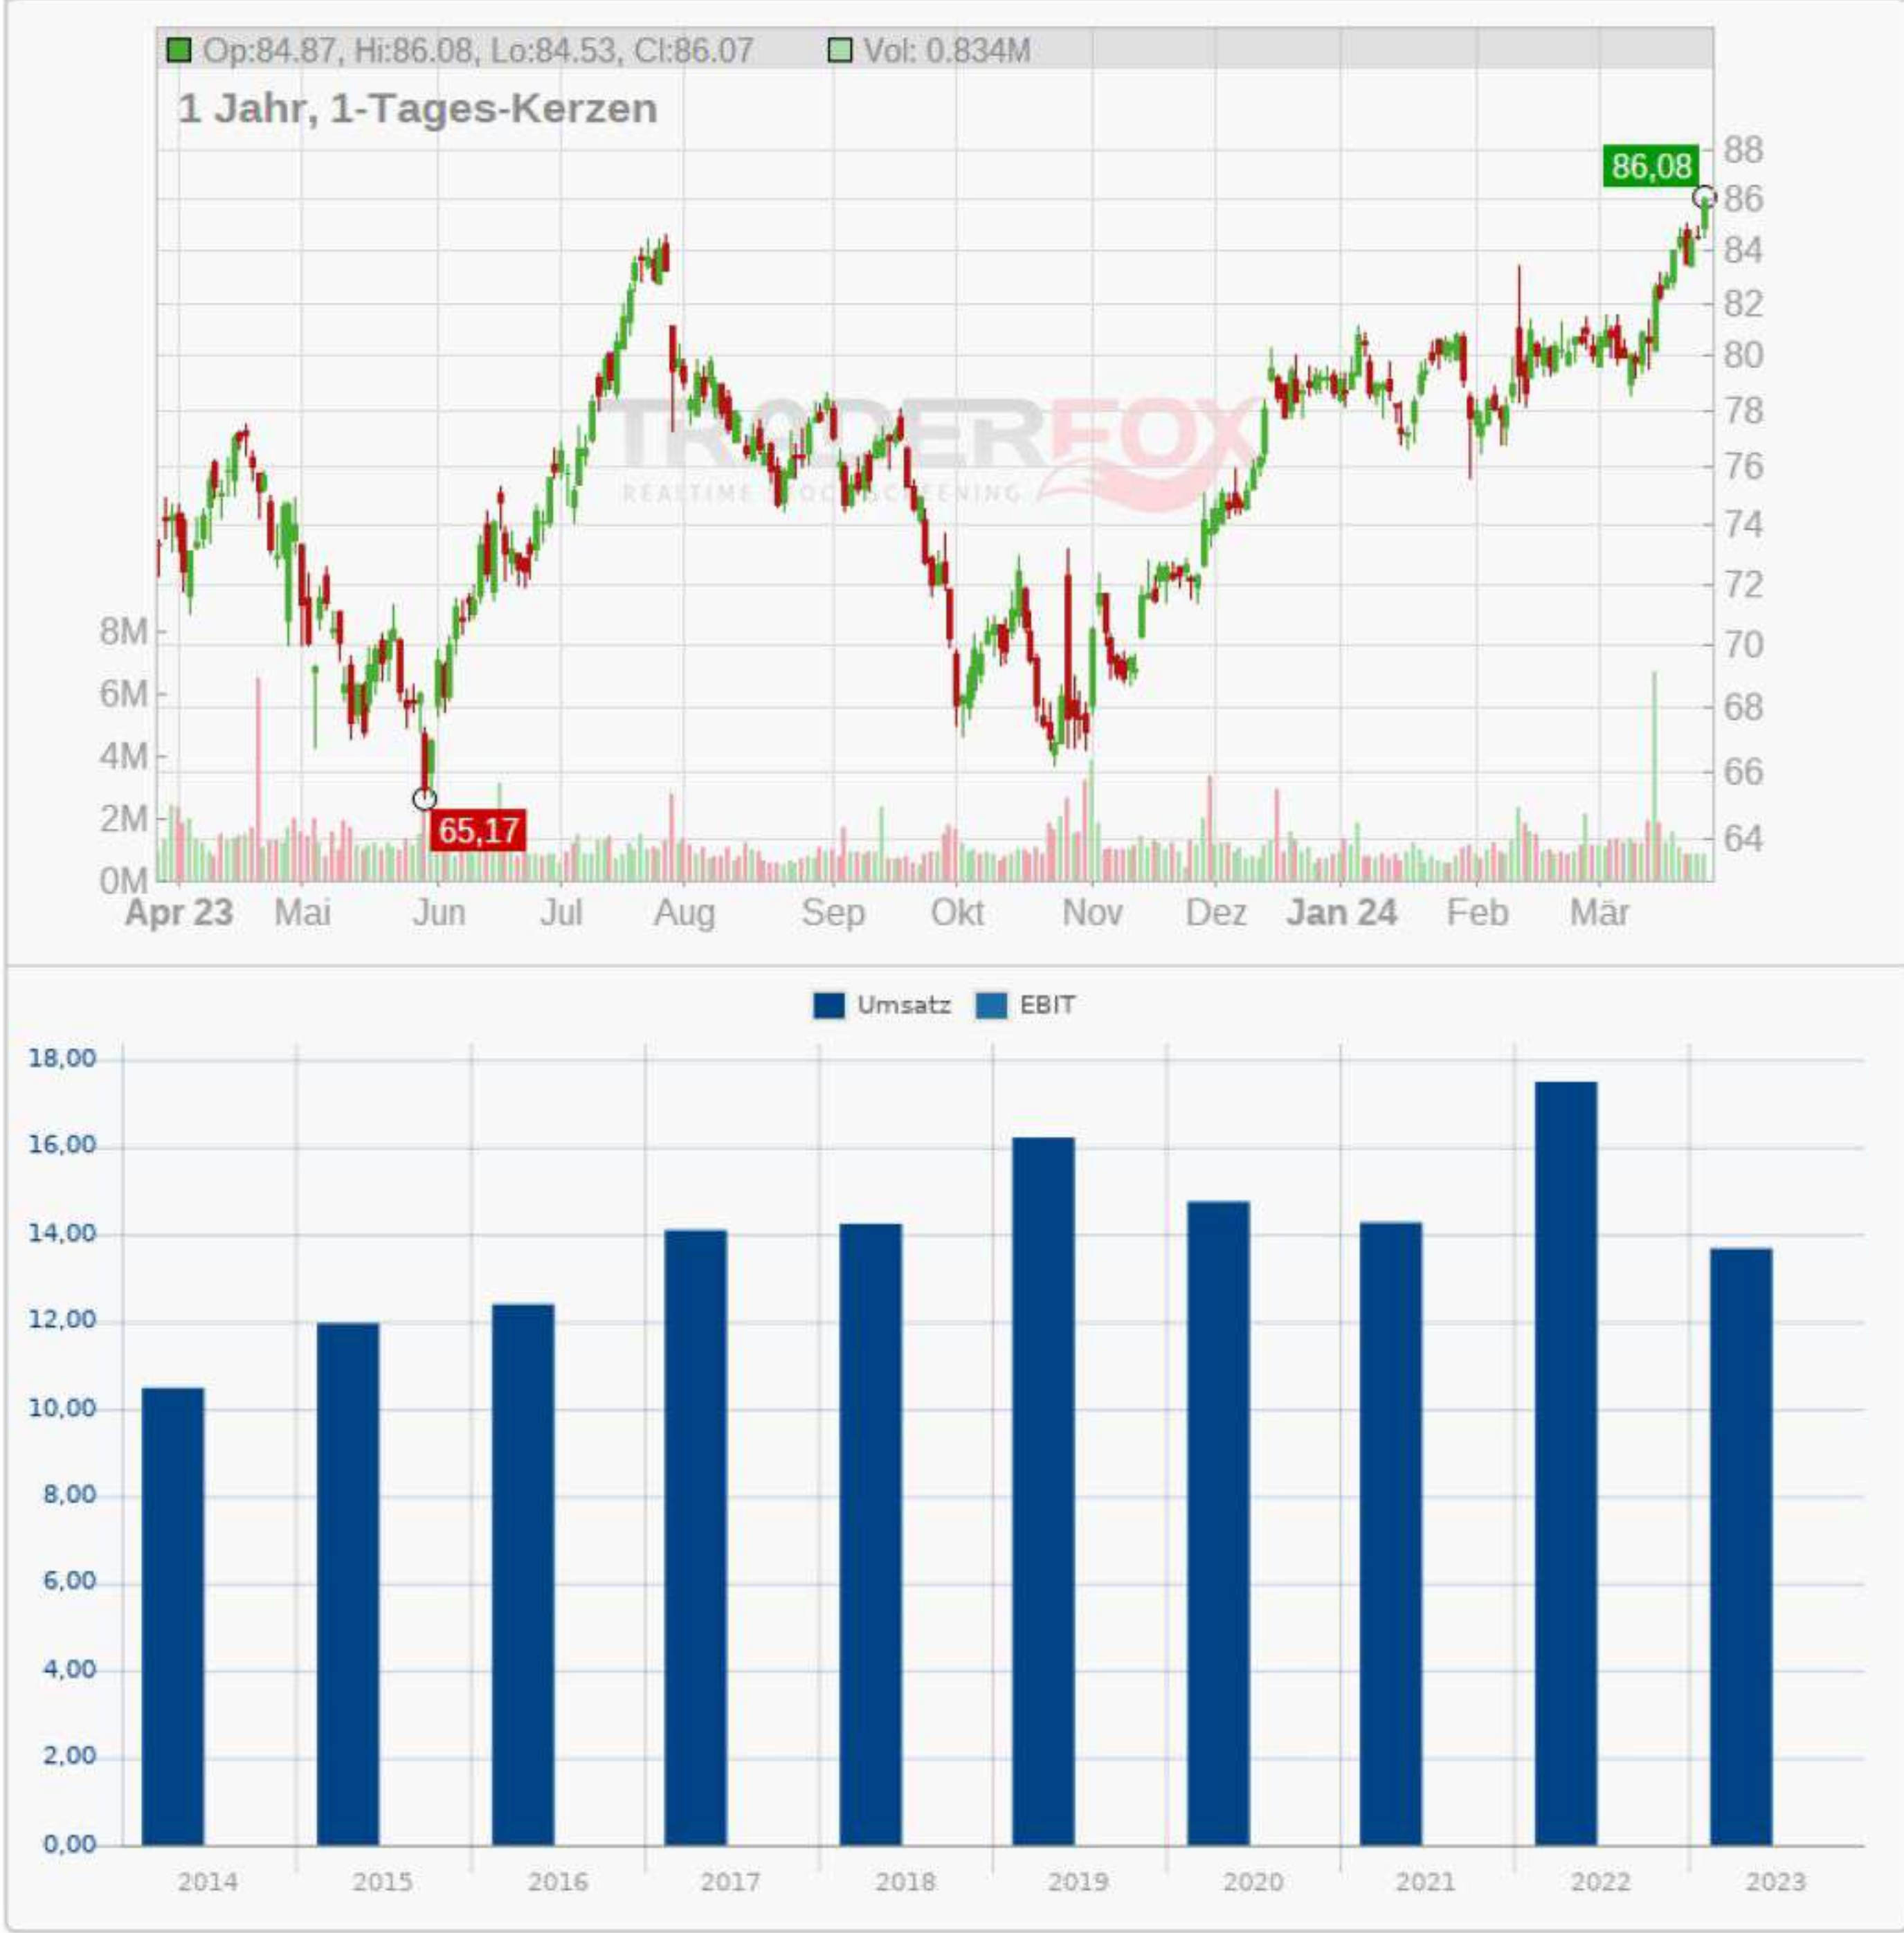 Op:84.87, Hi:86.08, Lo:84.53, Cl:86.07 Vol: 0.834M
1 Jahr, 1-Tages-Kerzen
88
86,08
86
84
82
80
78
TRADERFOX
76
REALTIME STOCK SCREENING
74
72
8M
70
6M
68
4M
66
2M
65,17
64
0M
Apr 23 Mai Jun Jul Aug Sep Okt Nov Dez Jan 24 Feb Mär
Umsatz EBIT
18,00
16,00
14,00
12,00
10,00
8,00
6,00
4,00
2,00
0,00
2014 2015 2016 2017 2018 2019 2020 2021 2022 2023